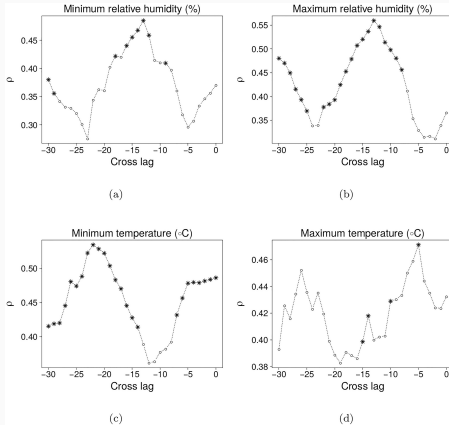 Minimum relative humidity (%)
ρ
0.45
0.40
0.35
0.30
−30 −25 −20 −15 −10 −5 0
Cross lag
(a)
Maximum relative humidity (%)
ρ
0.55
0.50
0.45
0.40
0.35
−30 −25 −20 −15 −10 −5 0
Cross lag
(b)
Minimum temperature (◦C)
ρ
0.50
0.45
0.40
−30 −25 −20 −15 −10 −5 0
Cross lag
(c)
Maximum temperature (◦C)
ρ
0.46
0.44
0.42
0.40
0.38
−30 −25 −20 −15 −10 −5 0
Cross lag
(d)